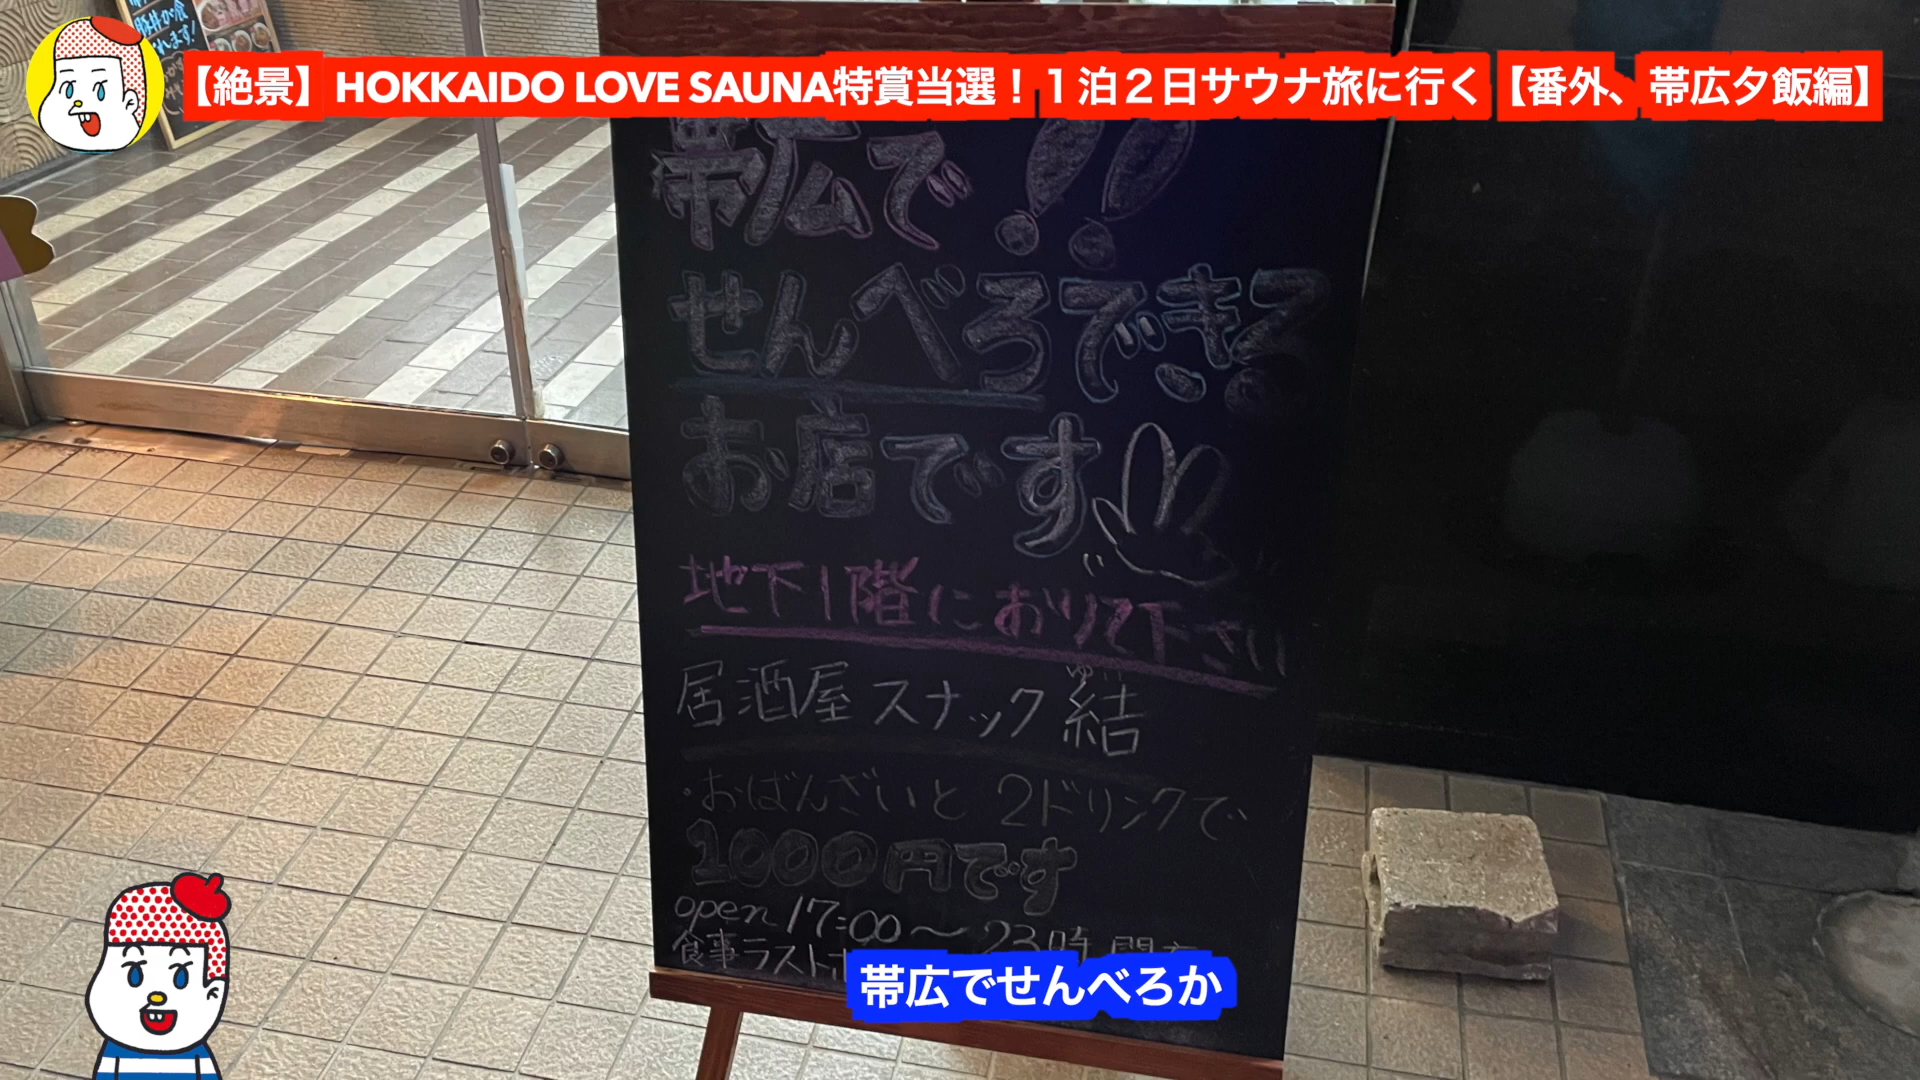 【絶景】HOKKAIDO LOVE SAUNA特賞当選！１泊２日サウナ旅に行く【番外、帯広夕飯編】
帯広で!!
せんべろできる
お店です
地下1階におりて下さい
ゆい
居酒屋スナック 結
・おばんざいと2ドリンクで
1000円です
open 17:00〜23時閉店
食事ラスト
帯広でせんべろか